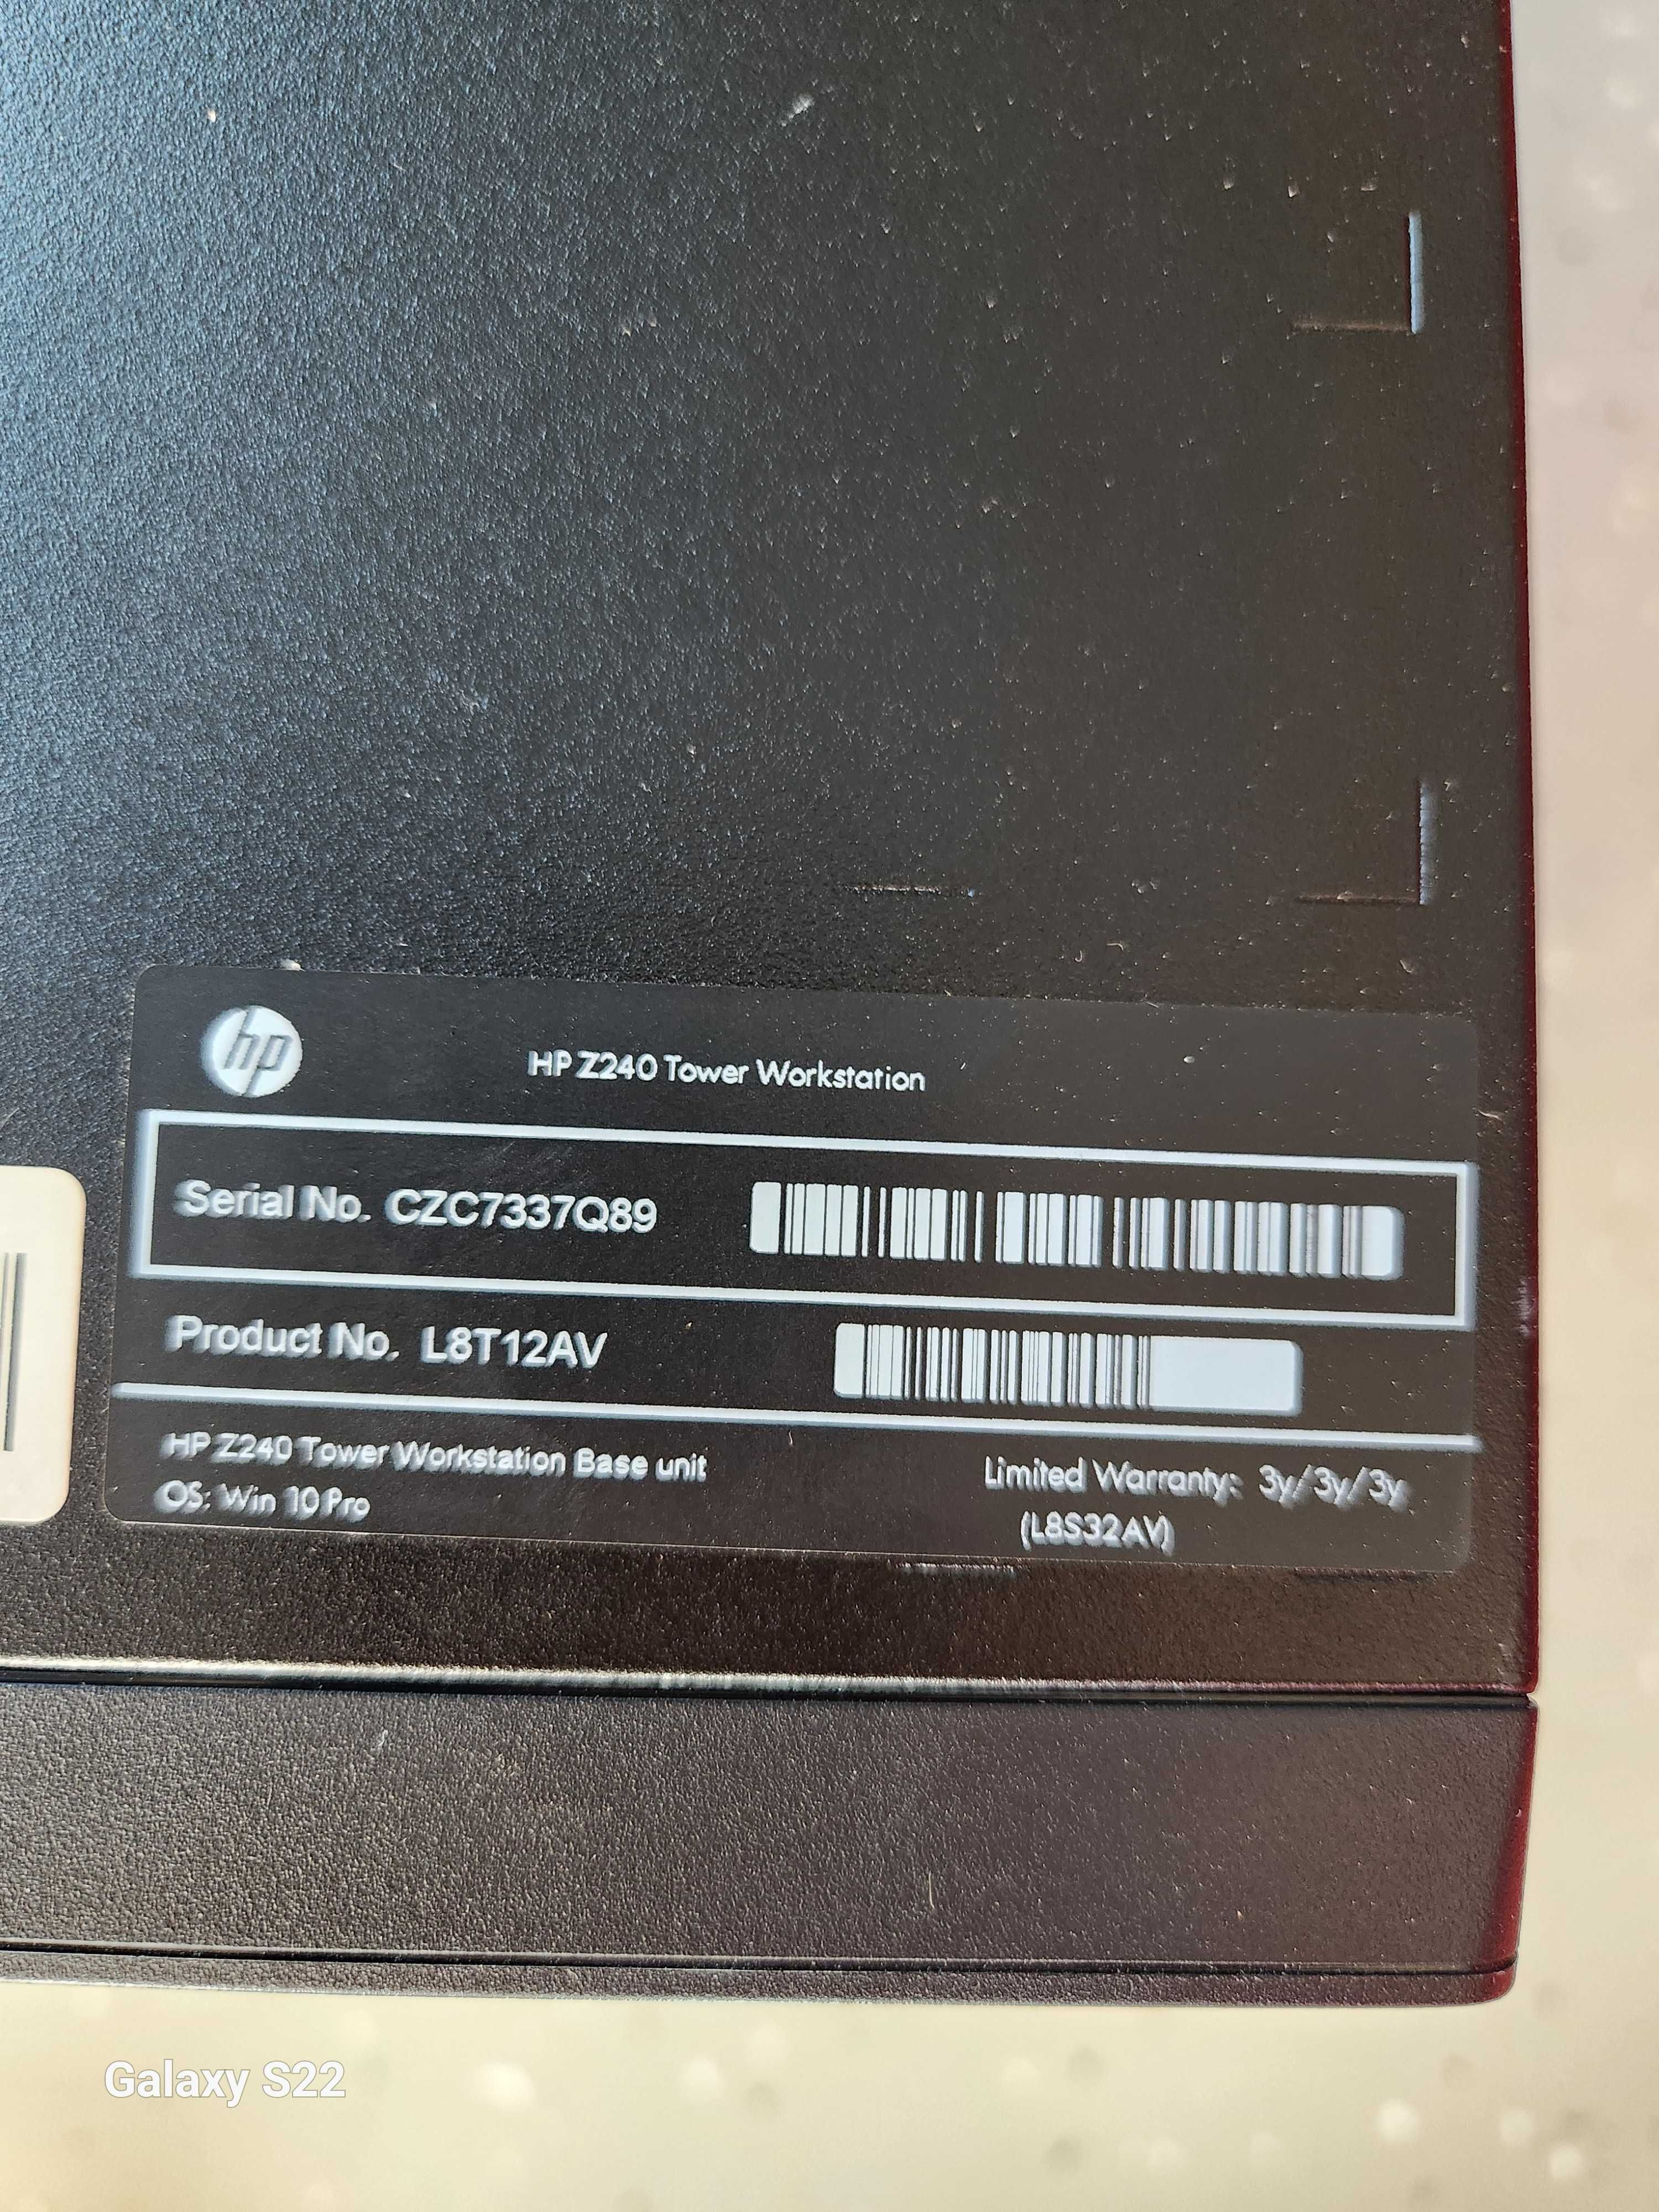 hp
HP Z240 Tower Workstation
Serial No. CZC7337Q89
Product No. L8T12AV
HP Z240 Tower Workstation Base unit
OS: Win 10 Pro
Limited Warranty: 3y/3y/3y
(L8S32AV)
Galaxy S22